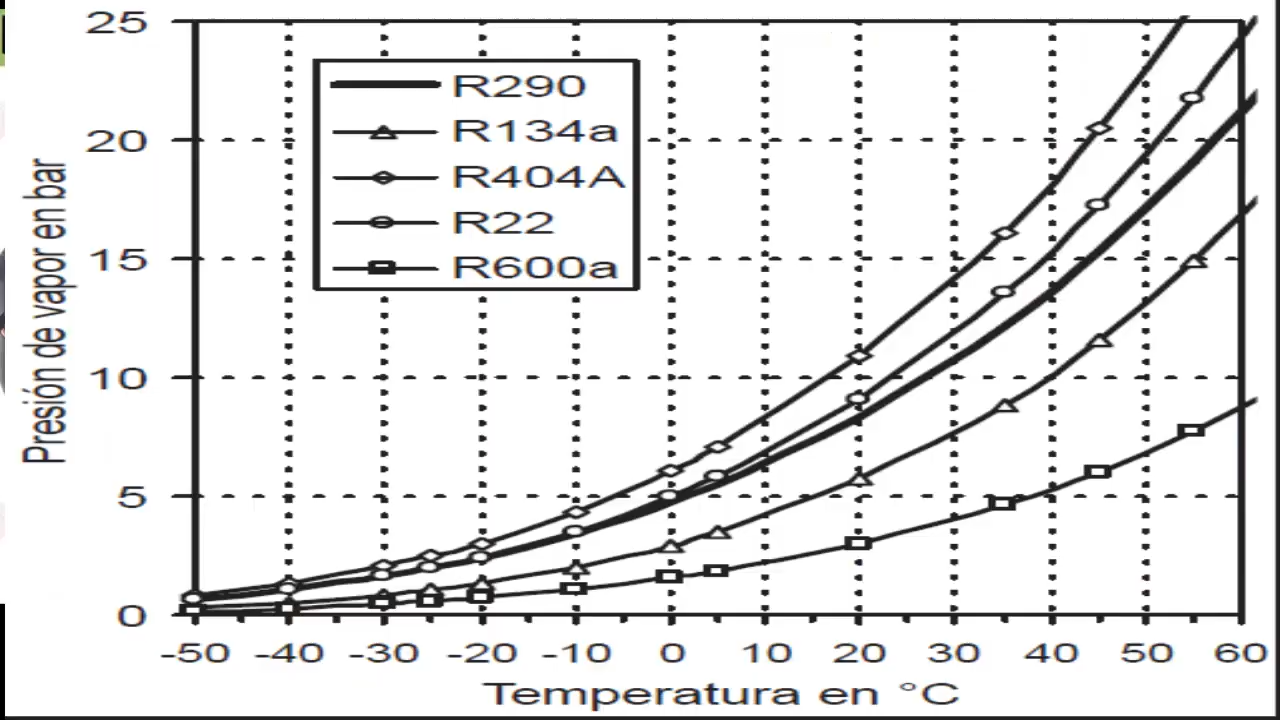 25
20
15
10
5
0
Presión de vapor en bar
R290
R134a
R404A
R22
R600a
-50 -40 -30 -20 -10 0 10 20 30 40 50 60
Temperatura en °C